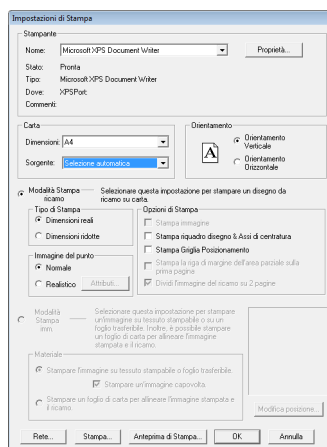 Impostazioni di Stampa
Stampante
Nome: Microsoft XPS Document Writer Proprietà...
Stato: Pronta
Tipo: Microsoft XPS Document Writer
Dove: XPSPort:
Commenti:
Carta
Dimensioni: A4
Sorgente: Selezione automatica
Orientamento
A
Orientamento Verticale
Orientamento Orizzontale
Modalità Stampa ricamo
Selezionare questa impostazione per stampare un disegno da ricamo su carta.
Tipo di Stampa
Dimensioni reali
Dimensioni ridotte
Immagine del punto
Normale
Realistico Attributi...
Opzioni di Stampa
Stampa immagine
Stampa riquadro disegno & Assi di centratura
Stampa Griglia Posizionamento
Stampa la riga di margine dell'area parziale sulla prima pagina
Dividi l'immagine del ricamo su 2 pagine
Modalità Stampa imm.
Selezionare questa impostazione per stampare un'immagine su tessuto stampabile o su un foglio trasferibile. Inoltre, è possibile stampare un foglio di carta per allineare l'immagine stampata e il ricamo.
Materiale
Stampare l'immagine su tessuto stampabile o foglio trasferibile.
Stampare un'immagine capovolta.
Stampare un foglio di carta per allineare l'immagine stampata e il ricamo
Modifica posizione...
Rete... Stampa... Anteprima di Stampa... OK Annulla